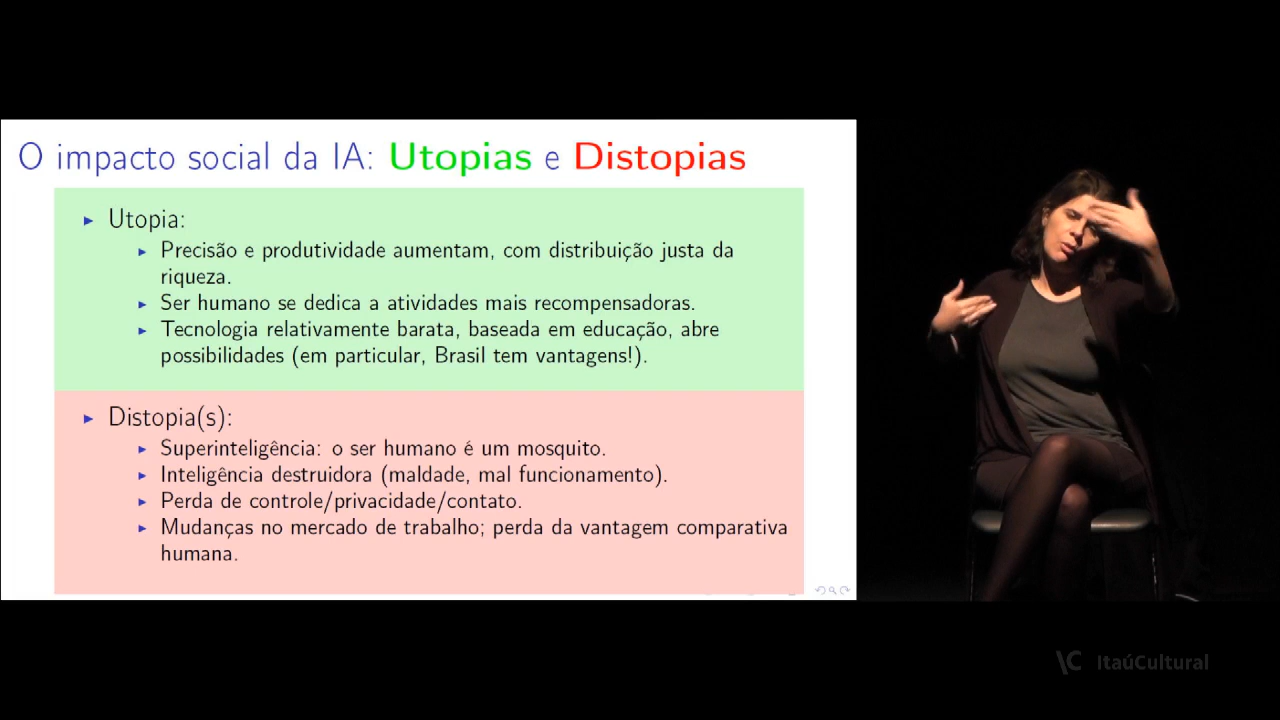 O impacto social da IA: Utopias e Distopias
Utopia:
Precisão e produtividade aumentam, com distribuição justa da
riqueza.
Ser humano se dedica a atividades mais recompensadoras.
Tecnologia relativamente barata, baseada em educação, abre
possibilidades (em particular, Brasil tem vantagens!).
Distopia(s):
Superinteligência: o ser humano é um mosquito.
Inteligência destruidora (maldade, mal funcionamento).
Perda de controle/privacidade/contato.
Mudanças no mercado de trabalho; perda da vantagem comparativa
humana.
ItaúCultural